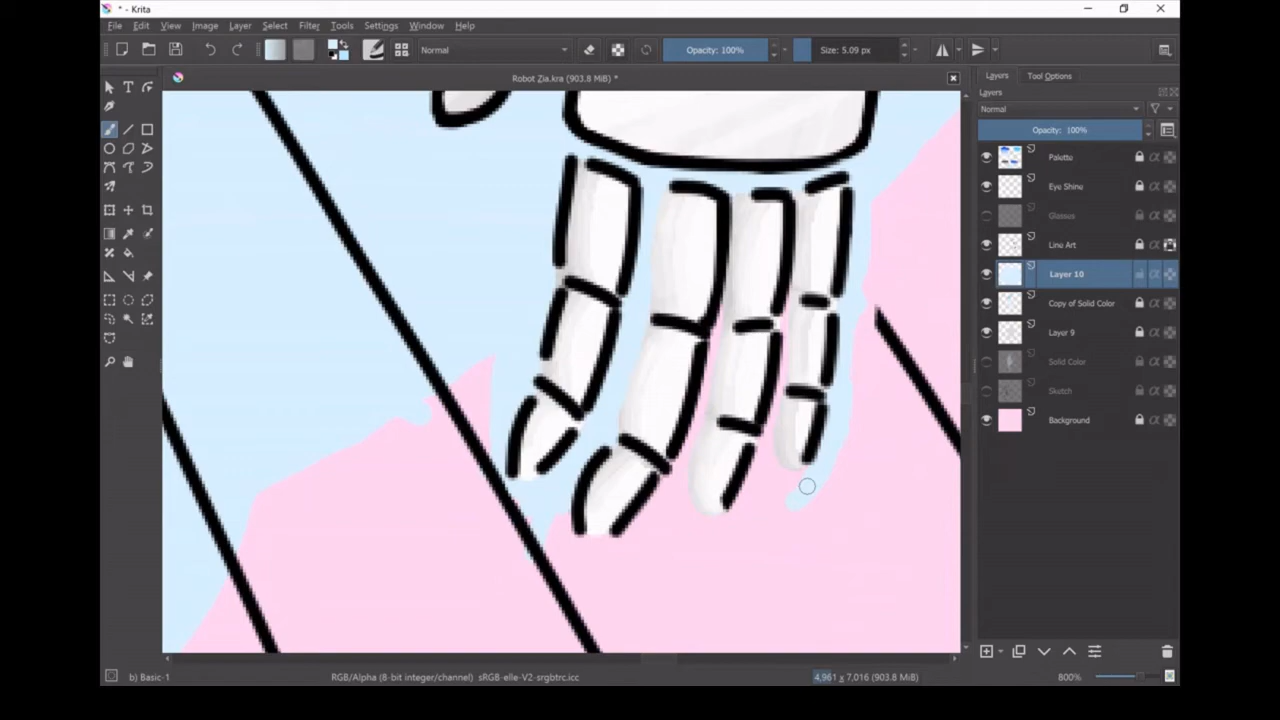 * - Krita
File Edit View Image Layer Select Filter Tools Settings Window Help
Normal Opacity: 100% Size: 5.09 px
Robot Zia.kra (903.8 MiB) *
Layers Tool Options
Layers
Normal
Opacity: 100%
Palette
Eye Shine
Glasses
Line Art
Layer 10
Copy of Solid Color
Layer 9
Solid Color
Sketch
Background
b) Basic-1 RGB/Alpha (8-bit integer/channel) sRGB-elle-V2-srgbtrc.icc 4,961 x 7,016 (903.8 MiB) 800%